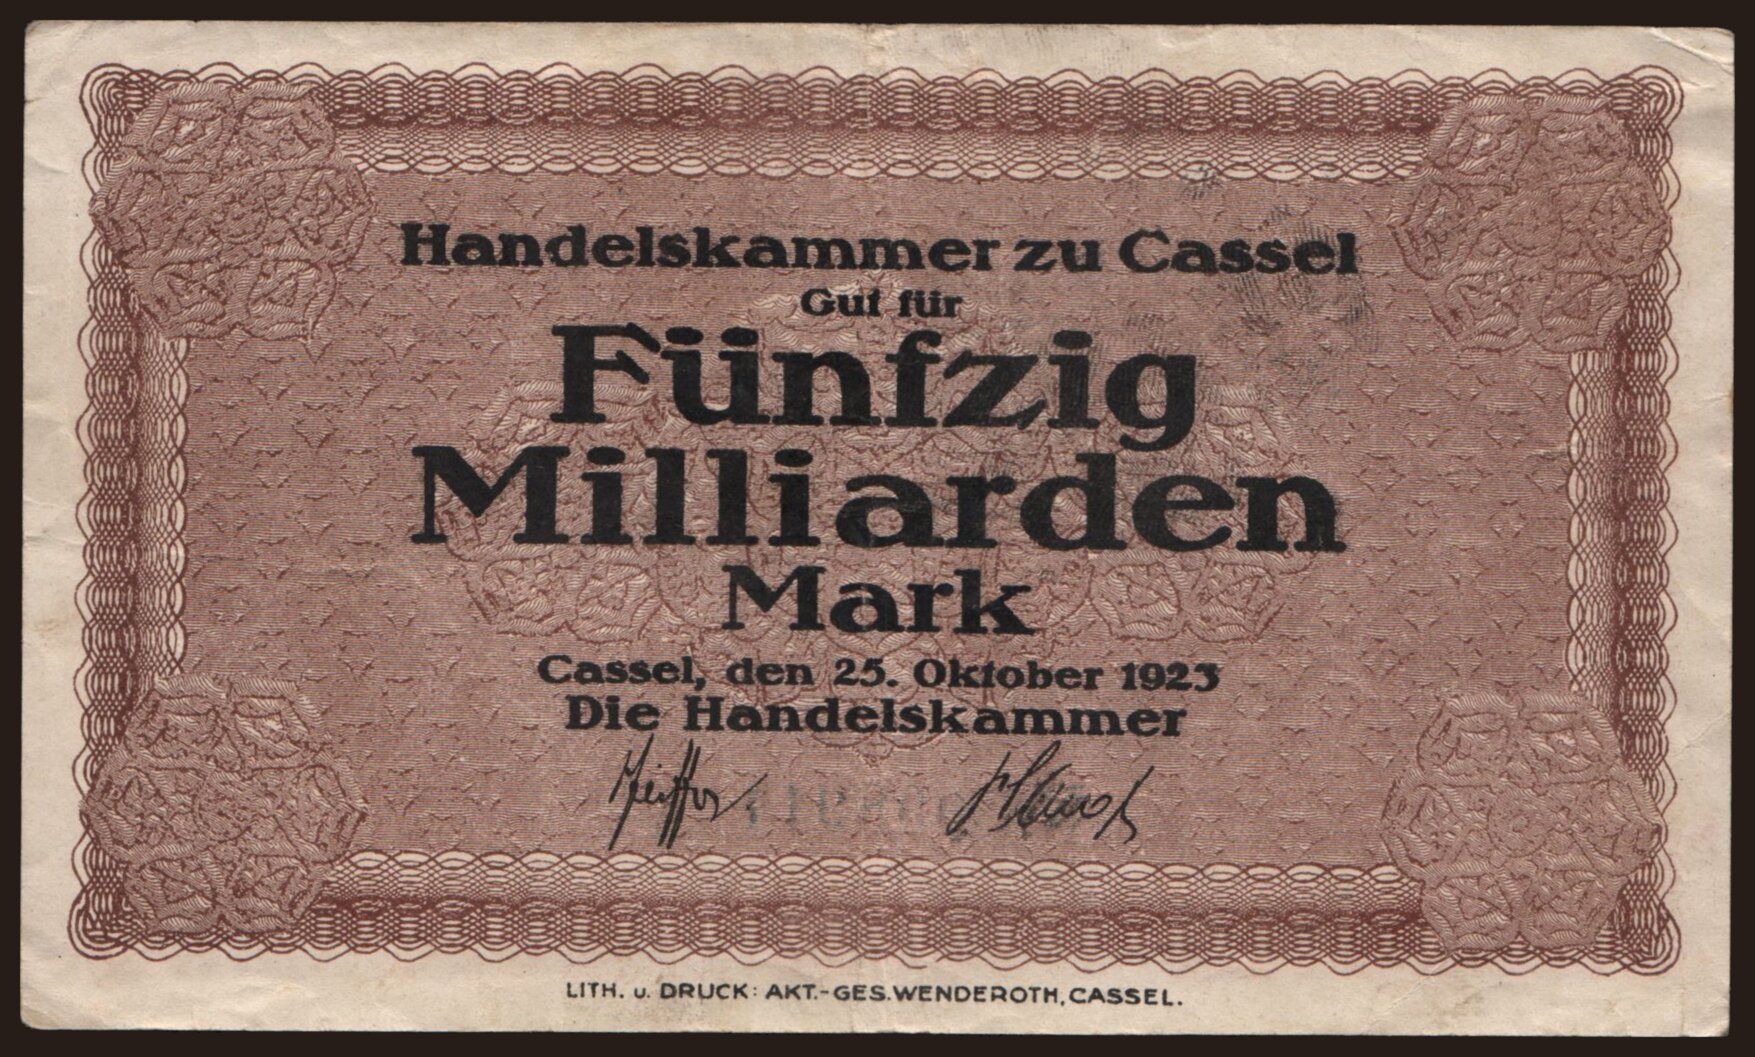 Handelskammer zu Cassel
Gut für
Fünfzig
Milliarden
Mark
Cassel, den 25. Oktober 1923
Die Handelskammer
Pfeiffer
LITH. u. DRUCK: AKT.-GES. WENDEROTH, CASSEL.